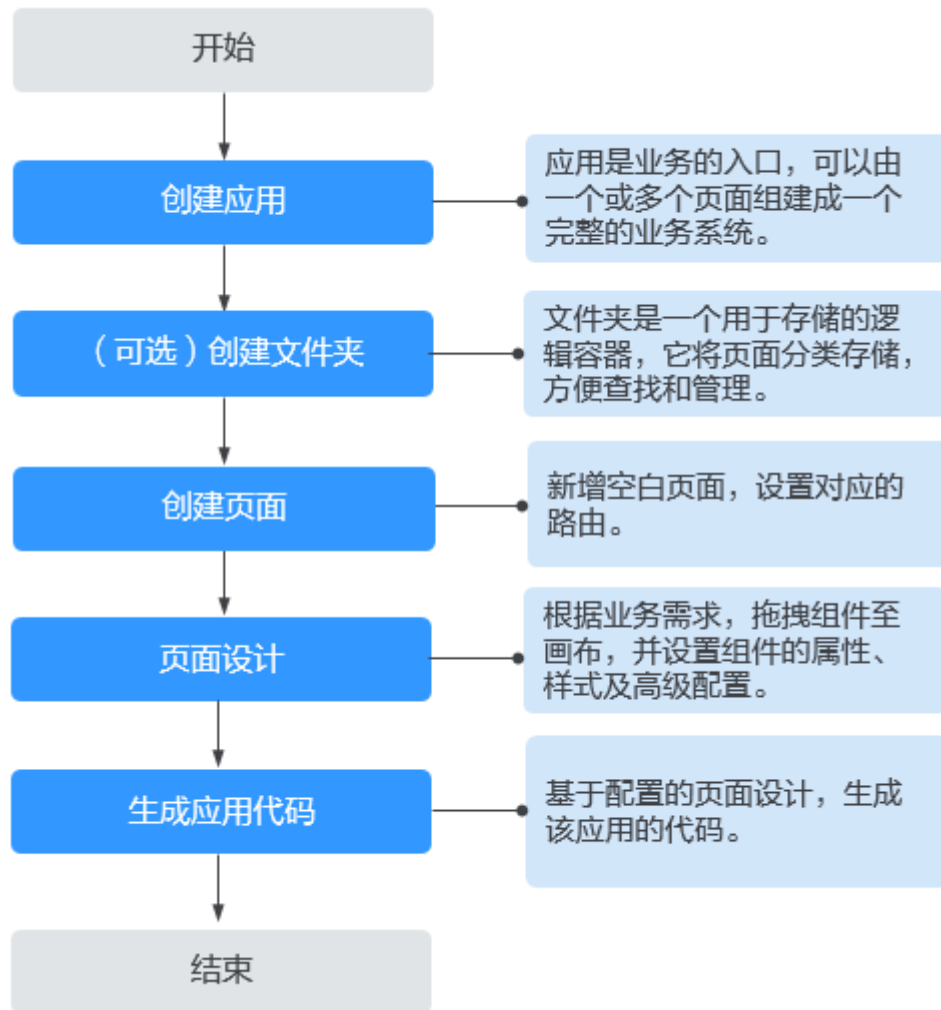 开始
创建应用
应用是业务的入口，可以由
一个或多个页面组建成一个
完整的业务系统。
（可选）创建文件夹
文件夹是一个用于存储的逻
辑容器，它将页面分类存储，
方便查找和管理。
创建页面
新增空白页面，设置对应的
路由。
页面设计
根据业务需求，拖拽组件至
画布，并设置组件的属性、
样式及高级配置。
生成应用代码
基于配置的页面设计，生成
该应用的代码。
结束